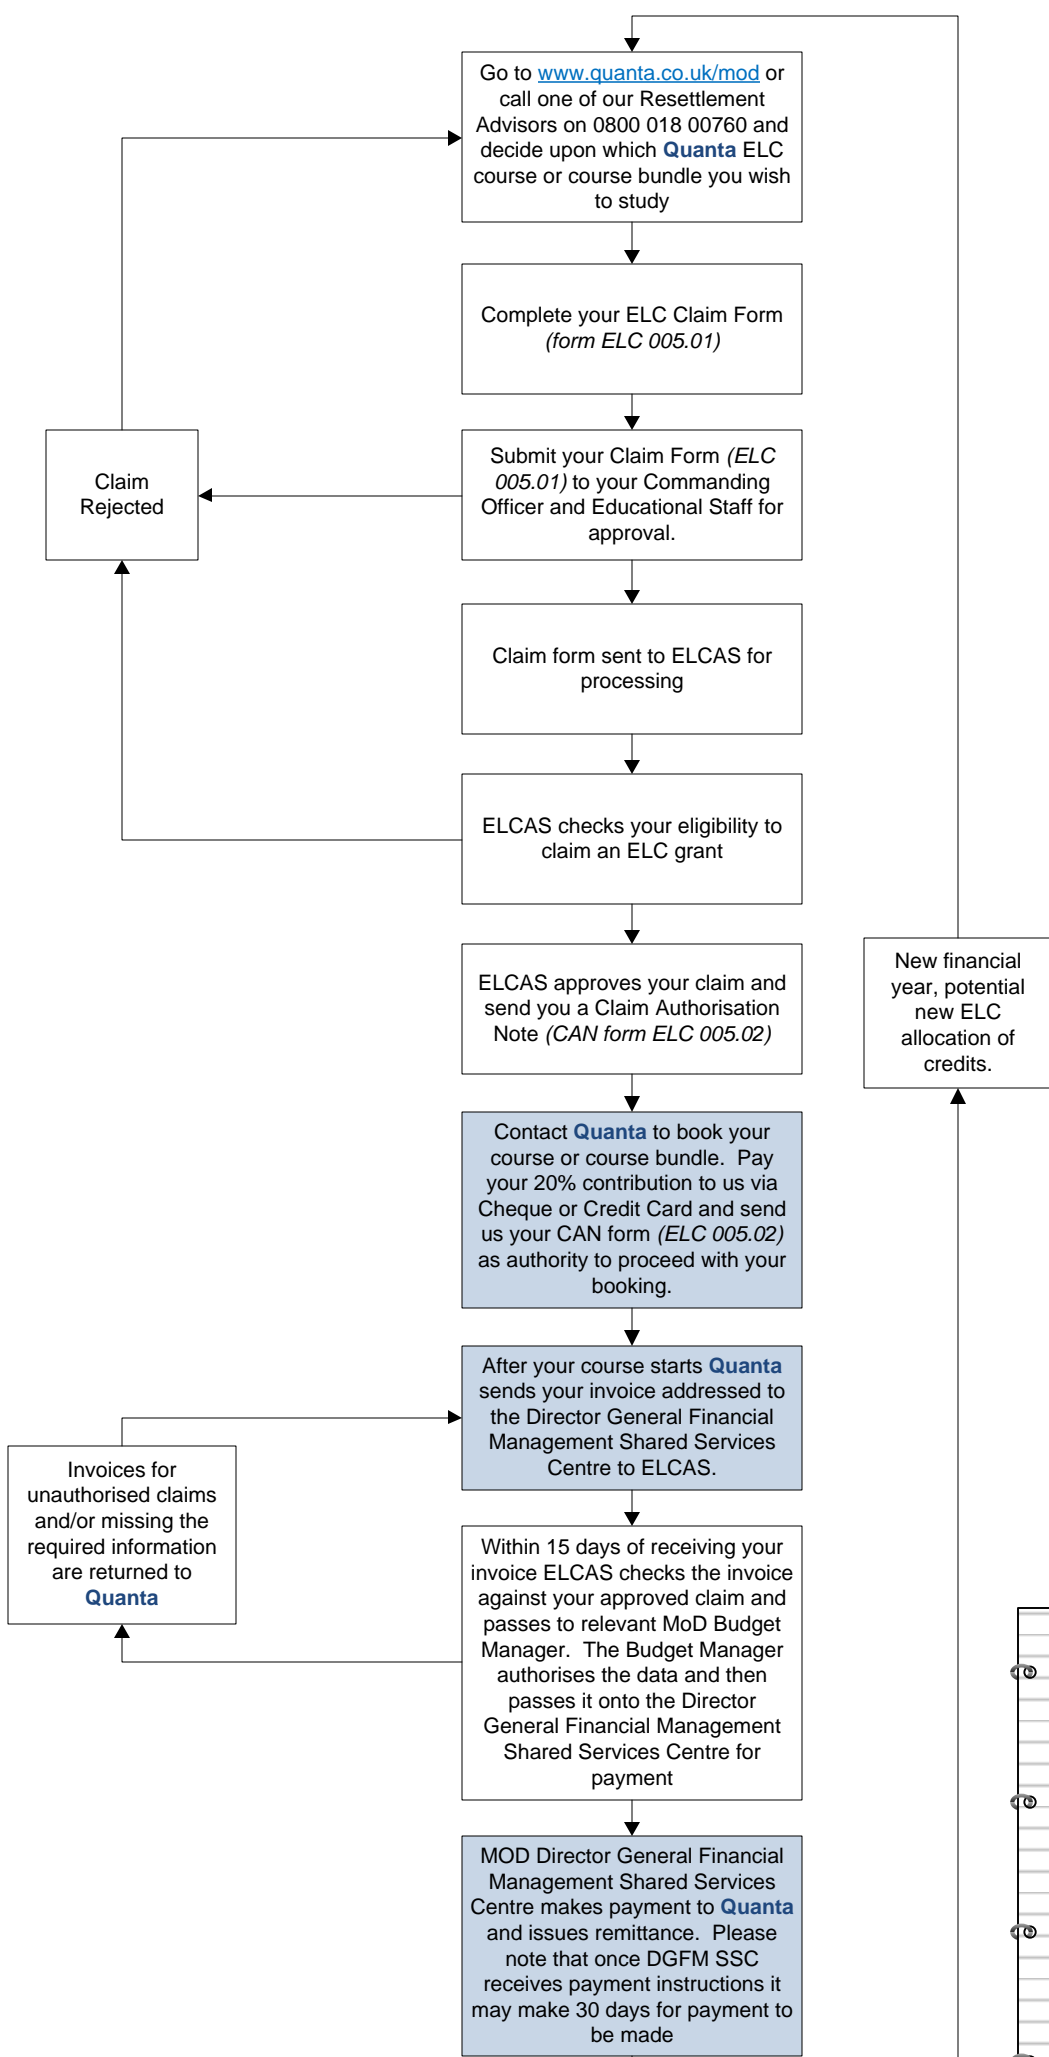 Go to www.quanta.co.uk/mod or
call one of our Resettlement
Advisors on 0800 018 00760 and
decide upon which Quanta ELC
course or course bundle you wish
to study
Complete your ELC Claim Form
(form ELC 005.01)
Claim
Rejected
Submit your Claim Form (ELC
005.01) to your Commanding
Officer and Educational Staff for
approval.
Claim form sent to ELCAS for
processing
ELCAS checks your eligibility to
claim an ELC grant
ELCAS approves your claim and
send you a Claim Authorisation
Note (CAN form ELC 005.02)
New financial
year, potential
new ELC
allocation of
credits.
Contact Quanta to book your
course or course bundle.  Pay
your 20% contribution to us via
Cheque or Credit Card and send
us your CAN form (ELC 005.02)
as authority to proceed with your
booking.
After your course starts Quanta
sends your invoice addressed to
the Director General Financial
Management Shared Services
Centre to ELCAS.
Invoices for
unauthorised claims
and/or missing the
required information
are returned to
Quanta
Within 15 days of receiving your
invoice ELCAS checks the invoice
against your approved claim and
passes to relevant MoD Budget
Manager.  The Budget Manager
authorises the data and then
passes it onto the Director
General Financial Management
Shared Services Centre for
payment
MOD Director General Financial
Management Shared Services
Centre makes payment to Quanta
and issues remittance.  Please
note that once DGFM SSC
receives payment instructions it
may make 30 days for payment to
be made